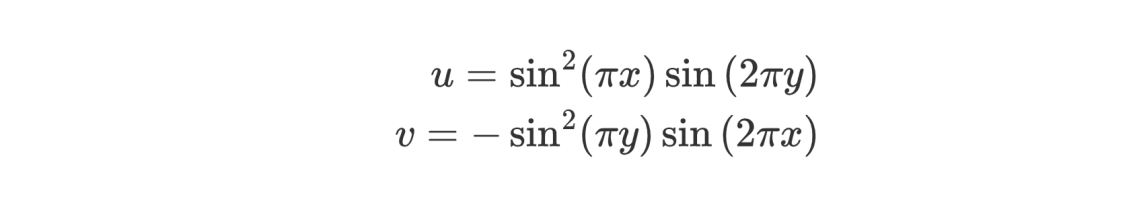 u = sin²(πx) sin (2πy)
v = − sin²(πy) sin (2πx)